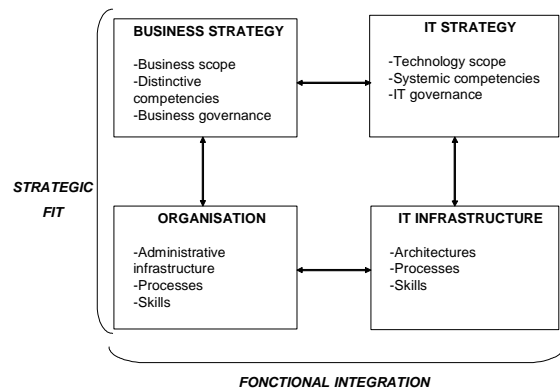 BUSINESS STRATEGY
-Business scope
-Distinctive
competencies
-Business governance
IT STRATEGY
-Technology scope
-Systemic competencies
-IT governance
STRATEGIC
FIT
ORGANISATION
-Administrative
infrastructure
-Processes
-Skills
IT INFRASTRUCTURE
-Architectures
-Processes
-Skills
FONCTIONAL INTEGRATION